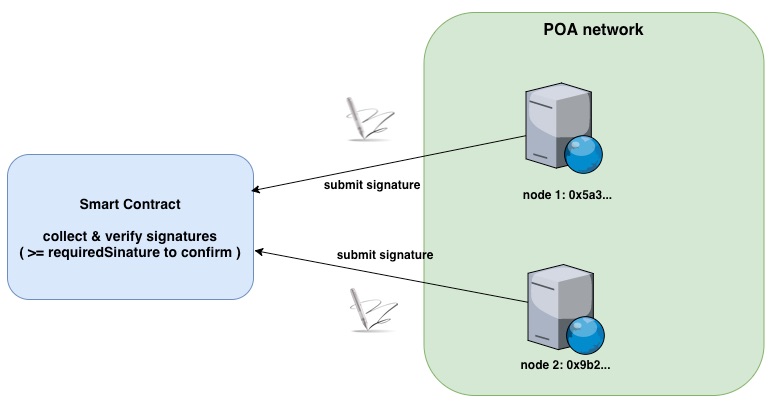 POA network
submit signature
node 1: 0x5a3...
Smart Contract
collect & verify signatures
( >= requiredSinature to confirm )
submit signature
node 2: 0x9b2...